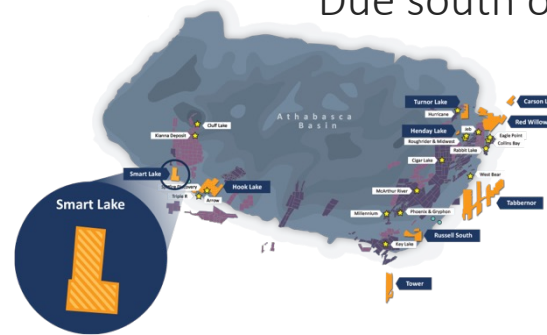 Due south o
Athabasca
Basin
Turnor Lake
Carson L
Hurricane
Red Willow
Cluff Lake
Henday Lake
JEB
Eagle Point
Kianna Deposit
Roughrider & Midwest
Collins Bay
Rabbit Lake
Smart Lake
Cigar Lake
West Bear
Hook Lake
Triple R
Arrow
McArthur River
Tabbernor
Smart Lake
Millennium
Phoenix & Gryphon
Russell South
Key Lake
Tower